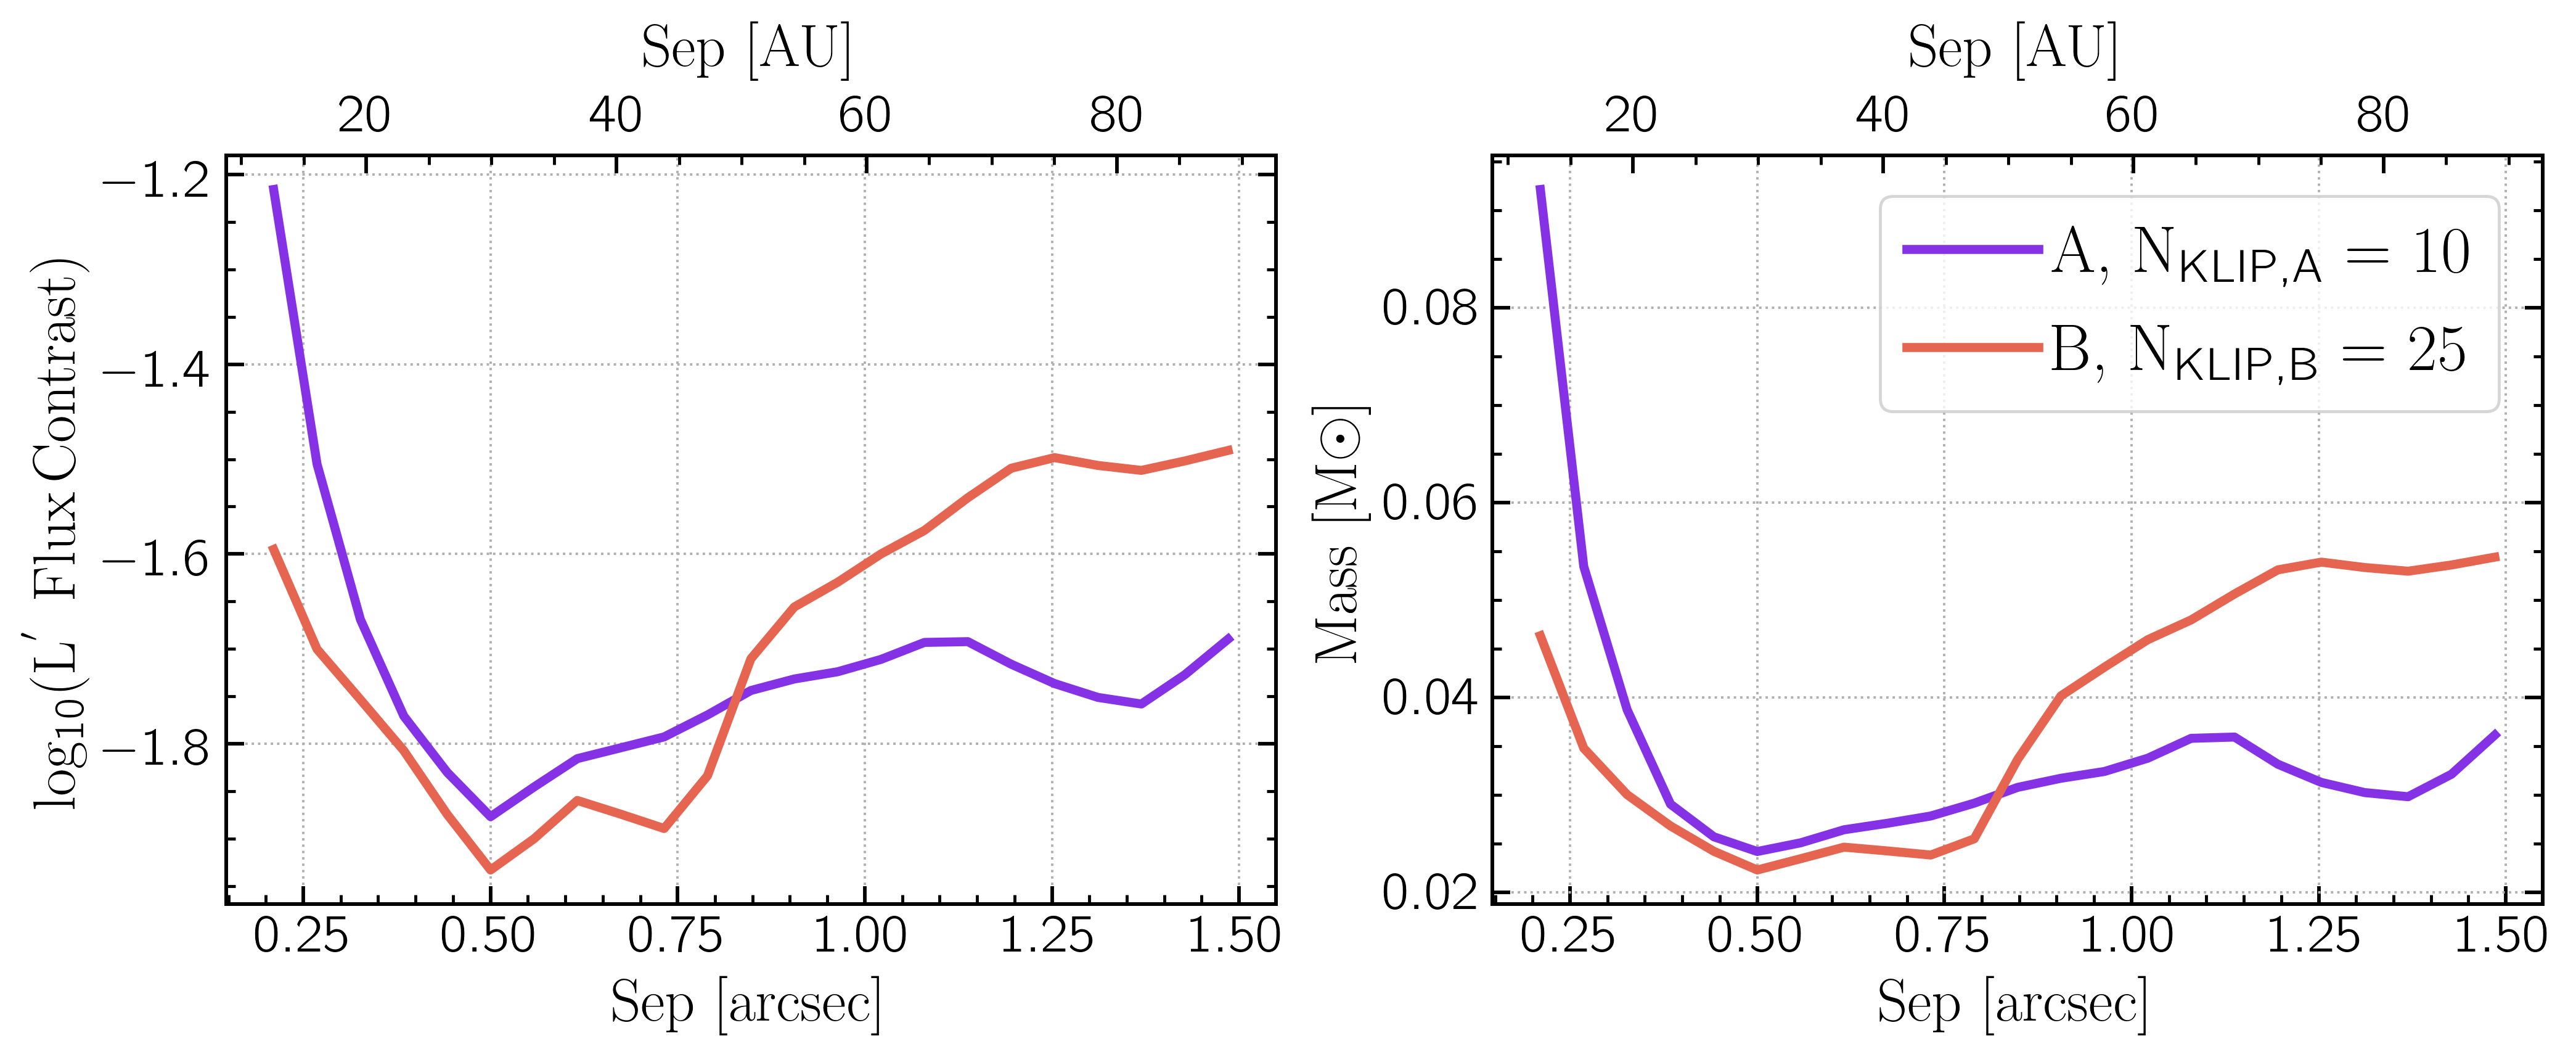 Sep [AU]
20 40 60 80
−1.2
−1.4
−1.6
−1.8
log₁₀(L′ Flux Contrast)
0.25 0.50 0.75 1.00 1.25 1.50
Sep [arcsec]
Sep [AU]
20 40 60 80
A, N_KLIP,A = 10
B, N_KLIP,B = 25
0.08
0.06
0.04
0.02
Mass [M⊙]
0.25 0.50 0.75 1.00 1.25 1.50
Sep [arcsec]